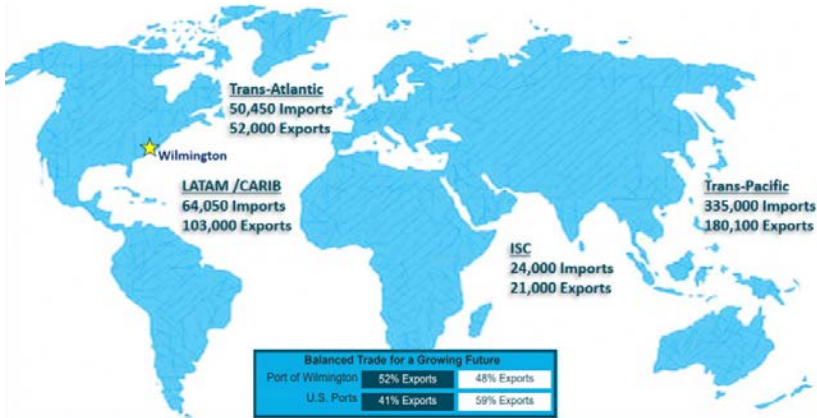 Trans-Atlantic
50,450 Imports
52,000 Exports
Wilmington
LATAM /CARIB
64,050 Imports
103,000 Exports
Trans-Pacific
335,000 Imports
180,100 Exports
ISC
24,000 Imports
21,000 Exports
Balanced Trade for a Growing Future
Port of Wilmington 52% Exports 48% Exports
U.S. Ports 41% Exports 59% Exports